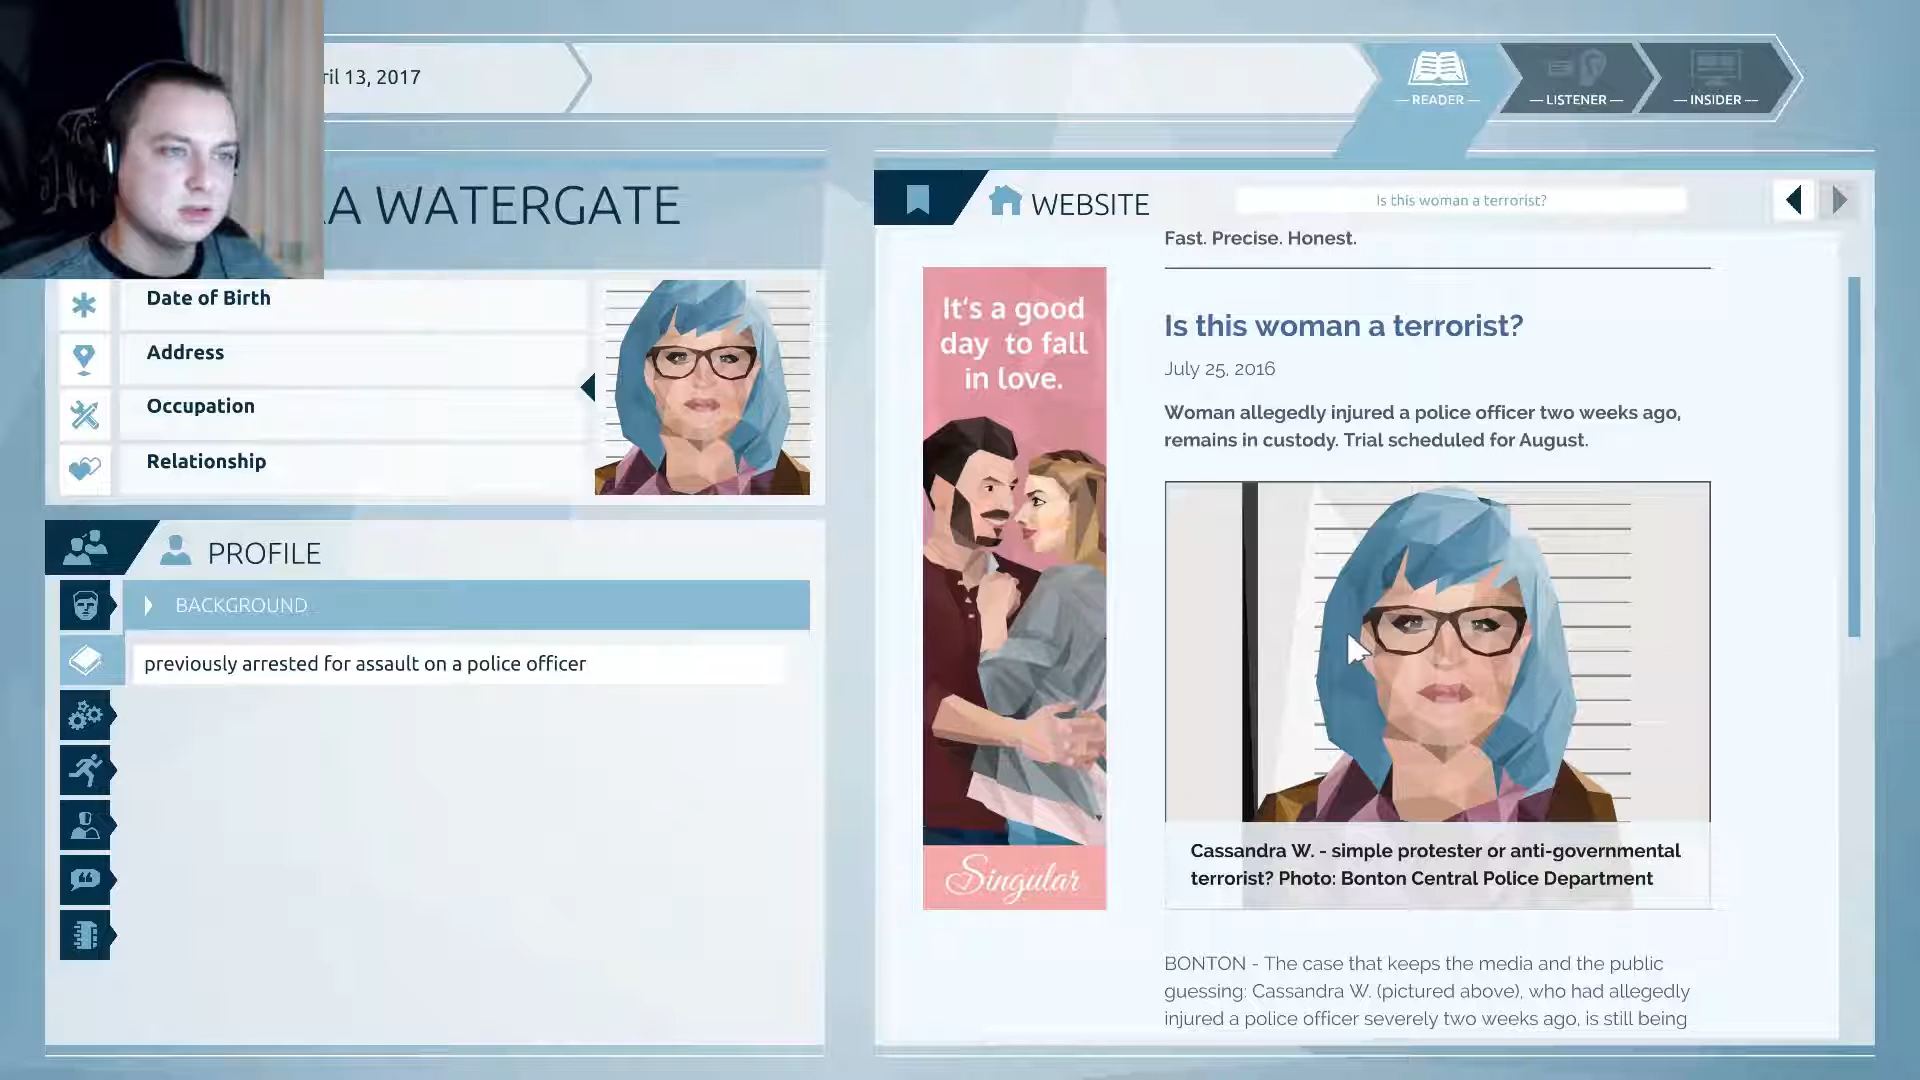 ril 13, 2017
READER
LISTENER
INSIDER
A WATERGATE
WEBSITE
Is this woman a terrorist?
Date of Birth
Address
Occupation
Relationship
PROFILE
BACKGROUND
previously arrested for assault on a police officer
Fast. Precise. Honest.
It's a good
day to fall
in love.
Singular
Is this woman a terrorist?
July 25, 2016
Woman allegedly injured a police officer two weeks ago,
remains in custody. Trial scheduled for August.
Cassandra W. - simple protester or anti-governmental
terrorist? Photo: Bonton Central Police Department
BONTON - The case that keeps the media and the public
guessing: Cassandra W. (pictured above), who had allegedly
injured a police officer severely two weeks ago, is still being